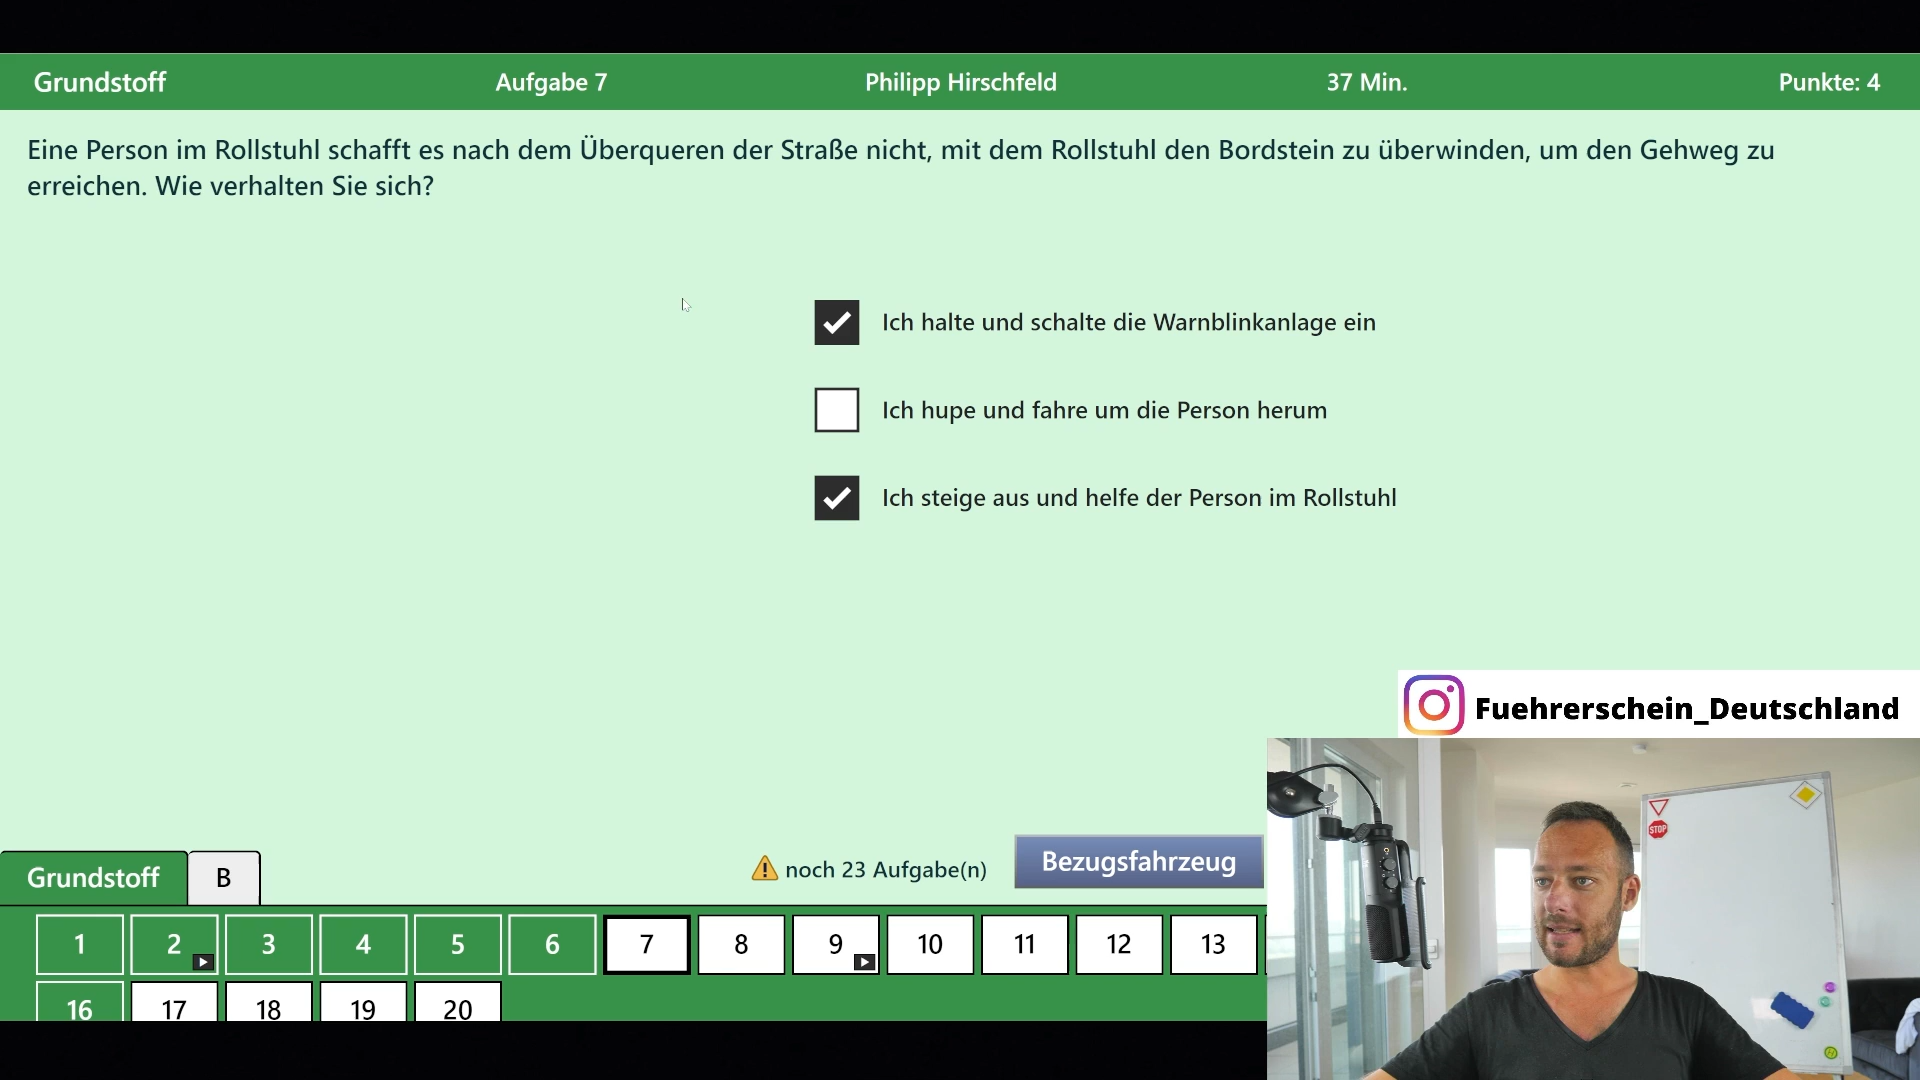 Grundstoff Aufgabe 7 Philipp Hirschfeld 37 Min. Punkte: 4
Eine Person im Rollstuhl schafft es nach dem Überqueren der Straße nicht, mit dem Rollstuhl den Bordstein zu überwinden, um den Gehweg zu
erreichen. Wie verhalten Sie sich?
Ich halte und schalte die Warnblinkanlage ein
Ich hupe und fahre um die Person herum
Ich steige aus und helfe der Person im Rollstuhl
Fuehrerschein_Deutschland
STOP
noch 23 Aufgabe(n) Bezugsfahrzeug
Grundstoff B
1 2 3 4 5 6 7 8 9 10 11 12 13
16 17 18 19 20